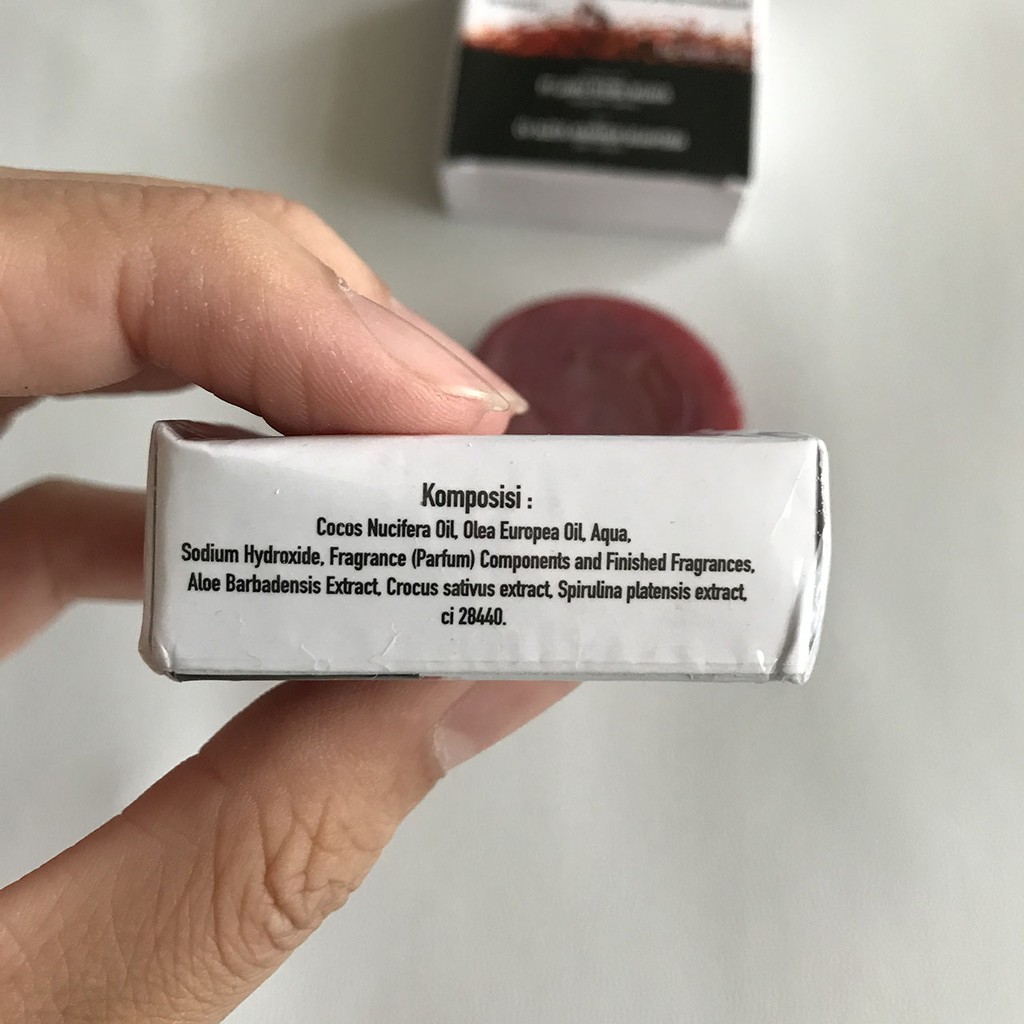 Komposisi :
Cocos Nucifera Oil, Olea Europea Oil, Aqua,
Sodium Hydroxide, Fragrance (Parfum) Components and Finished Fragrances,
Aloe Barbadensis Extract, Crocus sativus extract, Spirulina platensis extract,
ci 28440.